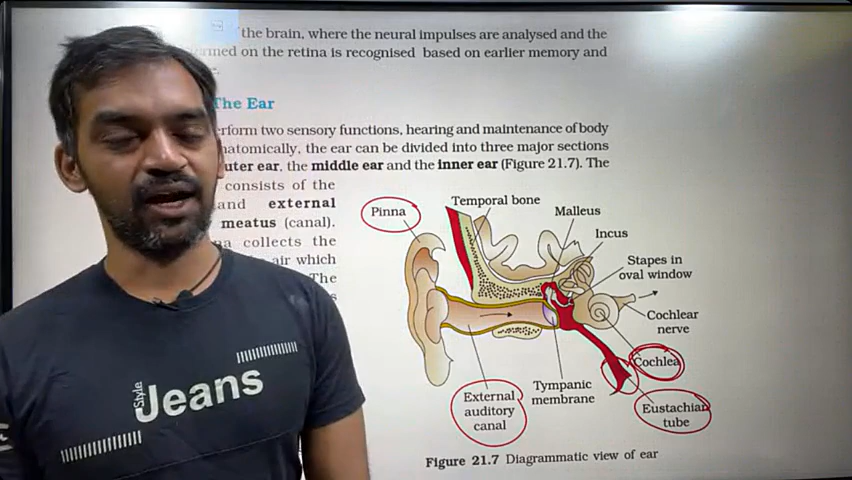 the brain, where the neural impulses are analysed and the
rmed on the retina is recognised based on earlier memory and
The Ear
rform two sensory functions, hearing and maintenance of body
natomically, the ear can be divided into three major sections
uter ear, the middle ear and the inner ear (Figure 21.7). The
consists of the
and external
meatus (canal).
na collects the
air which
The
Pinna
Temporal bone
Malleus
Incus
Stapes in
oval window
Cochlear
nerve
Cochlea
Eustachian
tube
Tympanic
membrane
External
auditory
canal
Figure 21.7 Diagrammatic view of ear
Style
Jeans